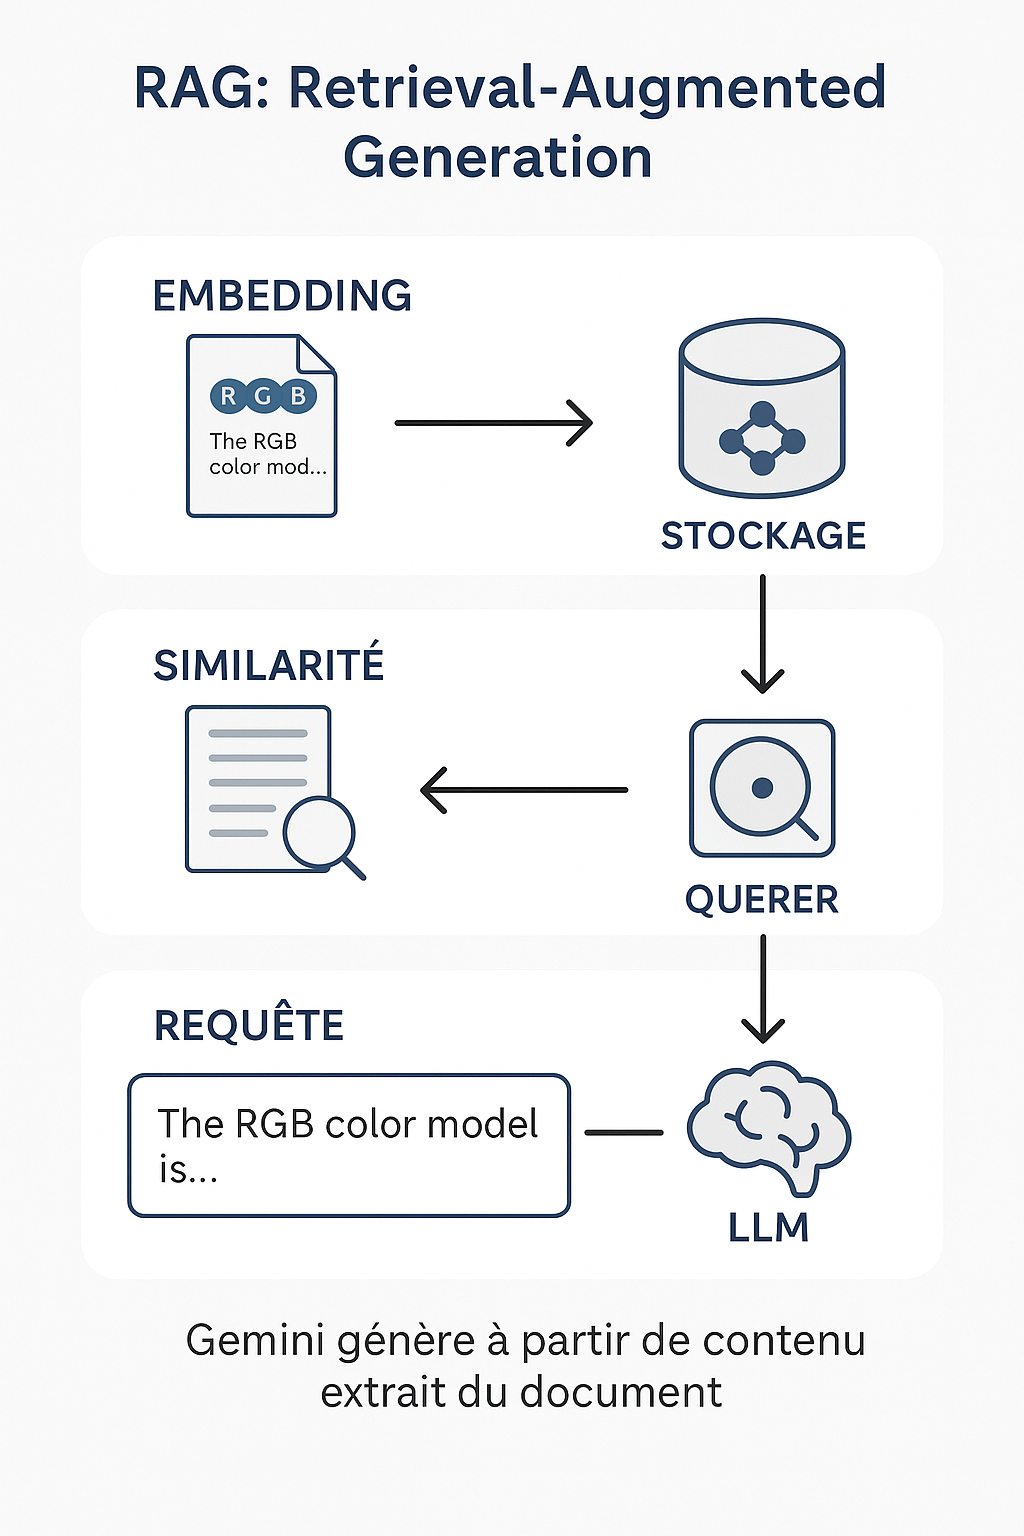 RAG: Retrieval-Augmented
Generation
EMBEDDING
R G B
The RGB
color mod...
STOCKAGE
SIMILARITÉ
QUERER
REQUÊTE
The RGB color model
is...
LLM
Gemini génère à partir de contenu
extrait du document